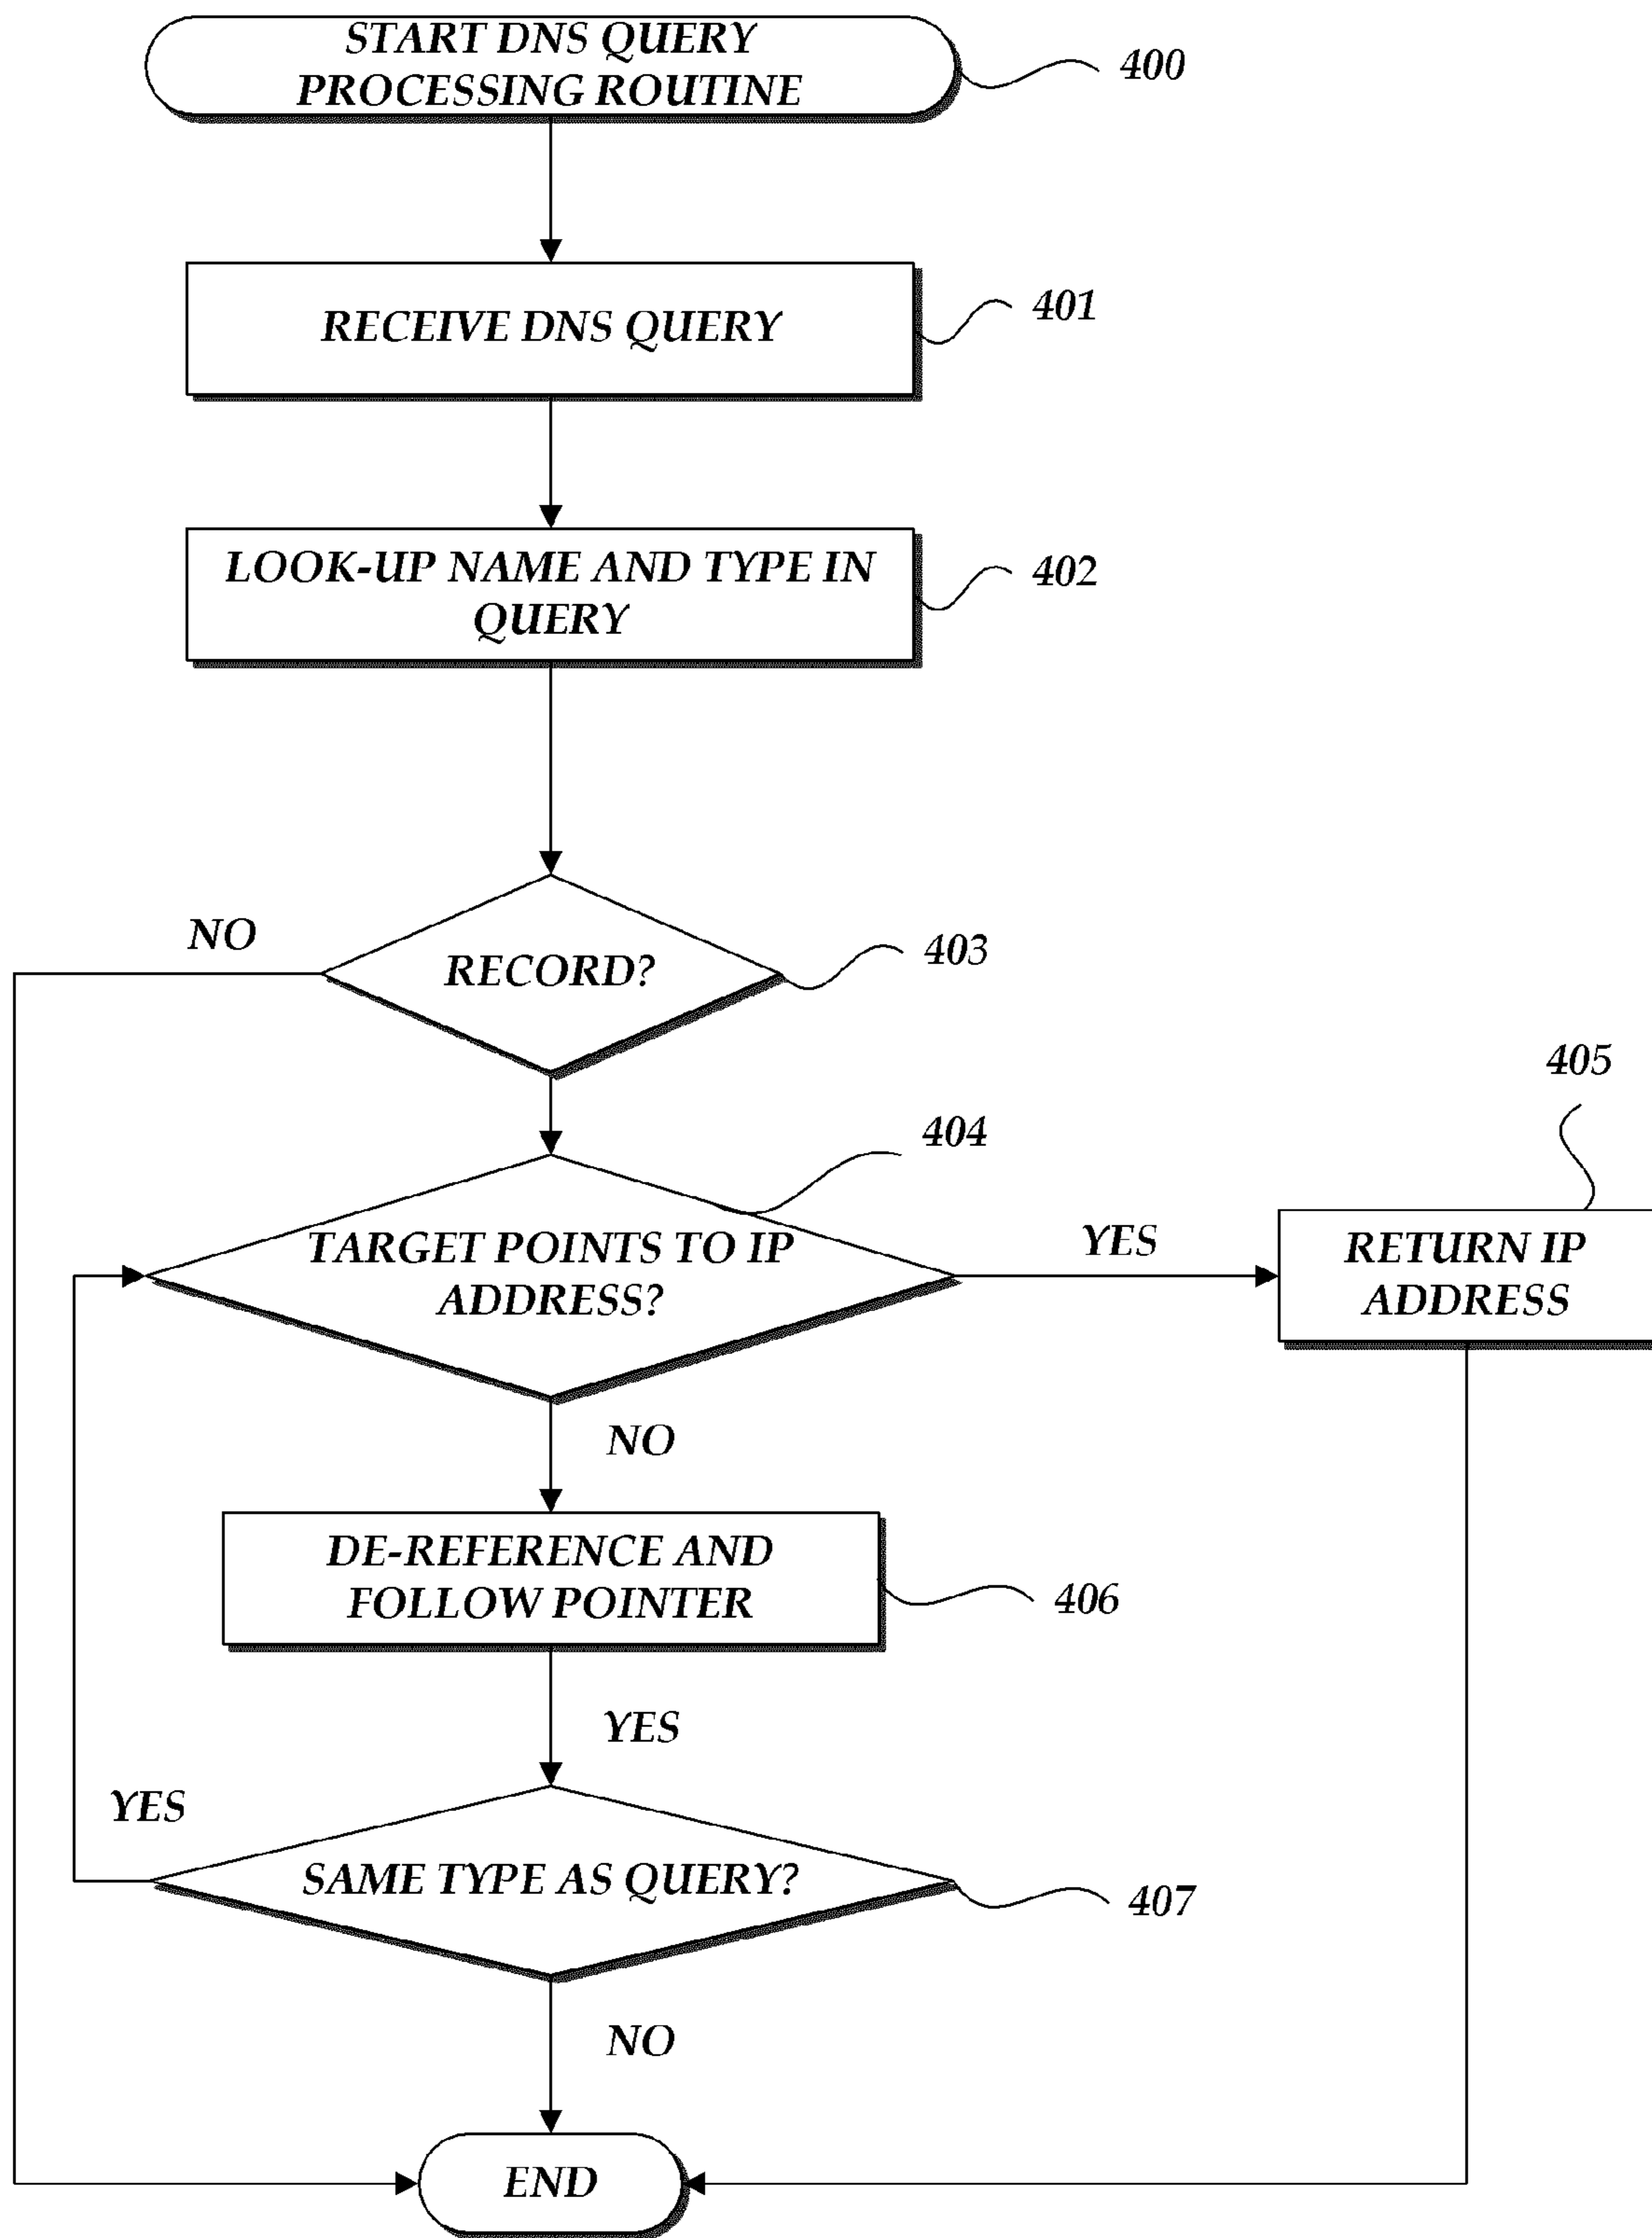 START DNS QUERY
PROCESSING ROUTINE
400
RECEIVE DNS QUERY
401
LOOK-UP NAME AND TYPE IN
QUERY
402
NO
RECORD?
403
404
405
TARGET POINTS TO IP
ADDRESS?
YES
RETURN IP
ADDRESS
NO
DE-REFERENCE AND
FOLLOW POINTER
406
YES
YES
SAME TYPE AS QUERY?
407
NO
END